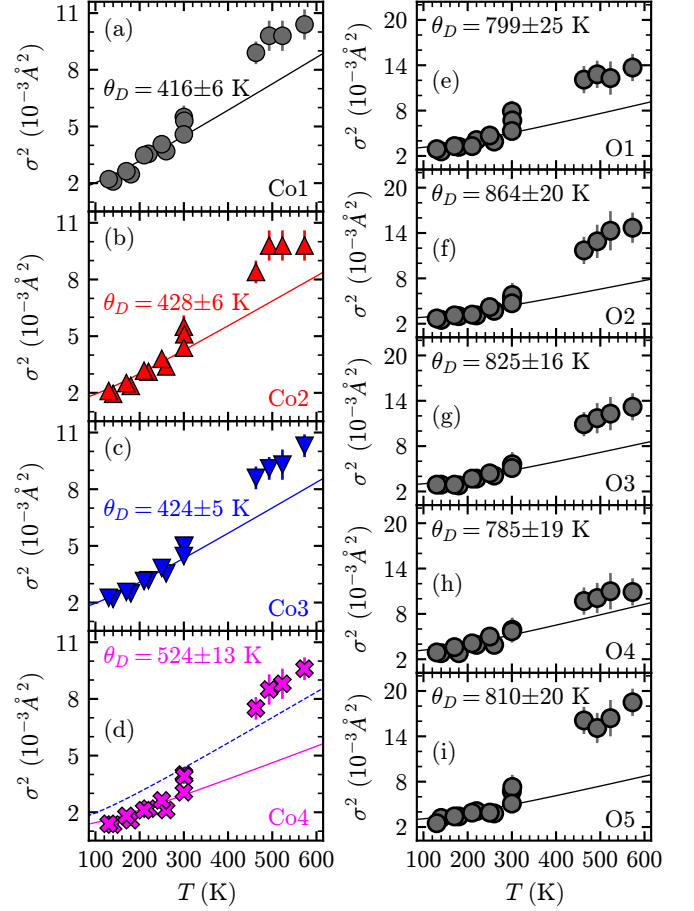 (a)
θ_D = 416±6 K
Co1
σ² (10⁻³Å²)
11
8
5
2
(b)
θ_D = 428±6 K
Co2
σ² (10⁻³Å²)
11
8
5
2
(c)
θ_D = 424±5 K
Co3
σ² (10⁻³Å²)
11
8
5
2
θ_D = 524±13 K
(d)
Co4
σ² (10⁻³Å²)
11
8
5
2
100 200 300 400 500 600
T (K)
θ_D = 799±25 K
(e)
O1
σ² (10⁻³Å²)
20
14
8
2
θ_D = 864±20 K
(f)
O2
σ² (10⁻³Å²)
20
14
8
2
θ_D = 825±16 K
(g)
O3
σ² (10⁻³Å²)
20
14
8
2
θ_D = 785±19 K
(h)
O4
σ² (10⁻³Å²)
20
14
8
2
θ_D = 810±20 K
(i)
O5
σ² (10⁻³Å²)
20
14
8
2
100 200 300 400 500 600
T (K)